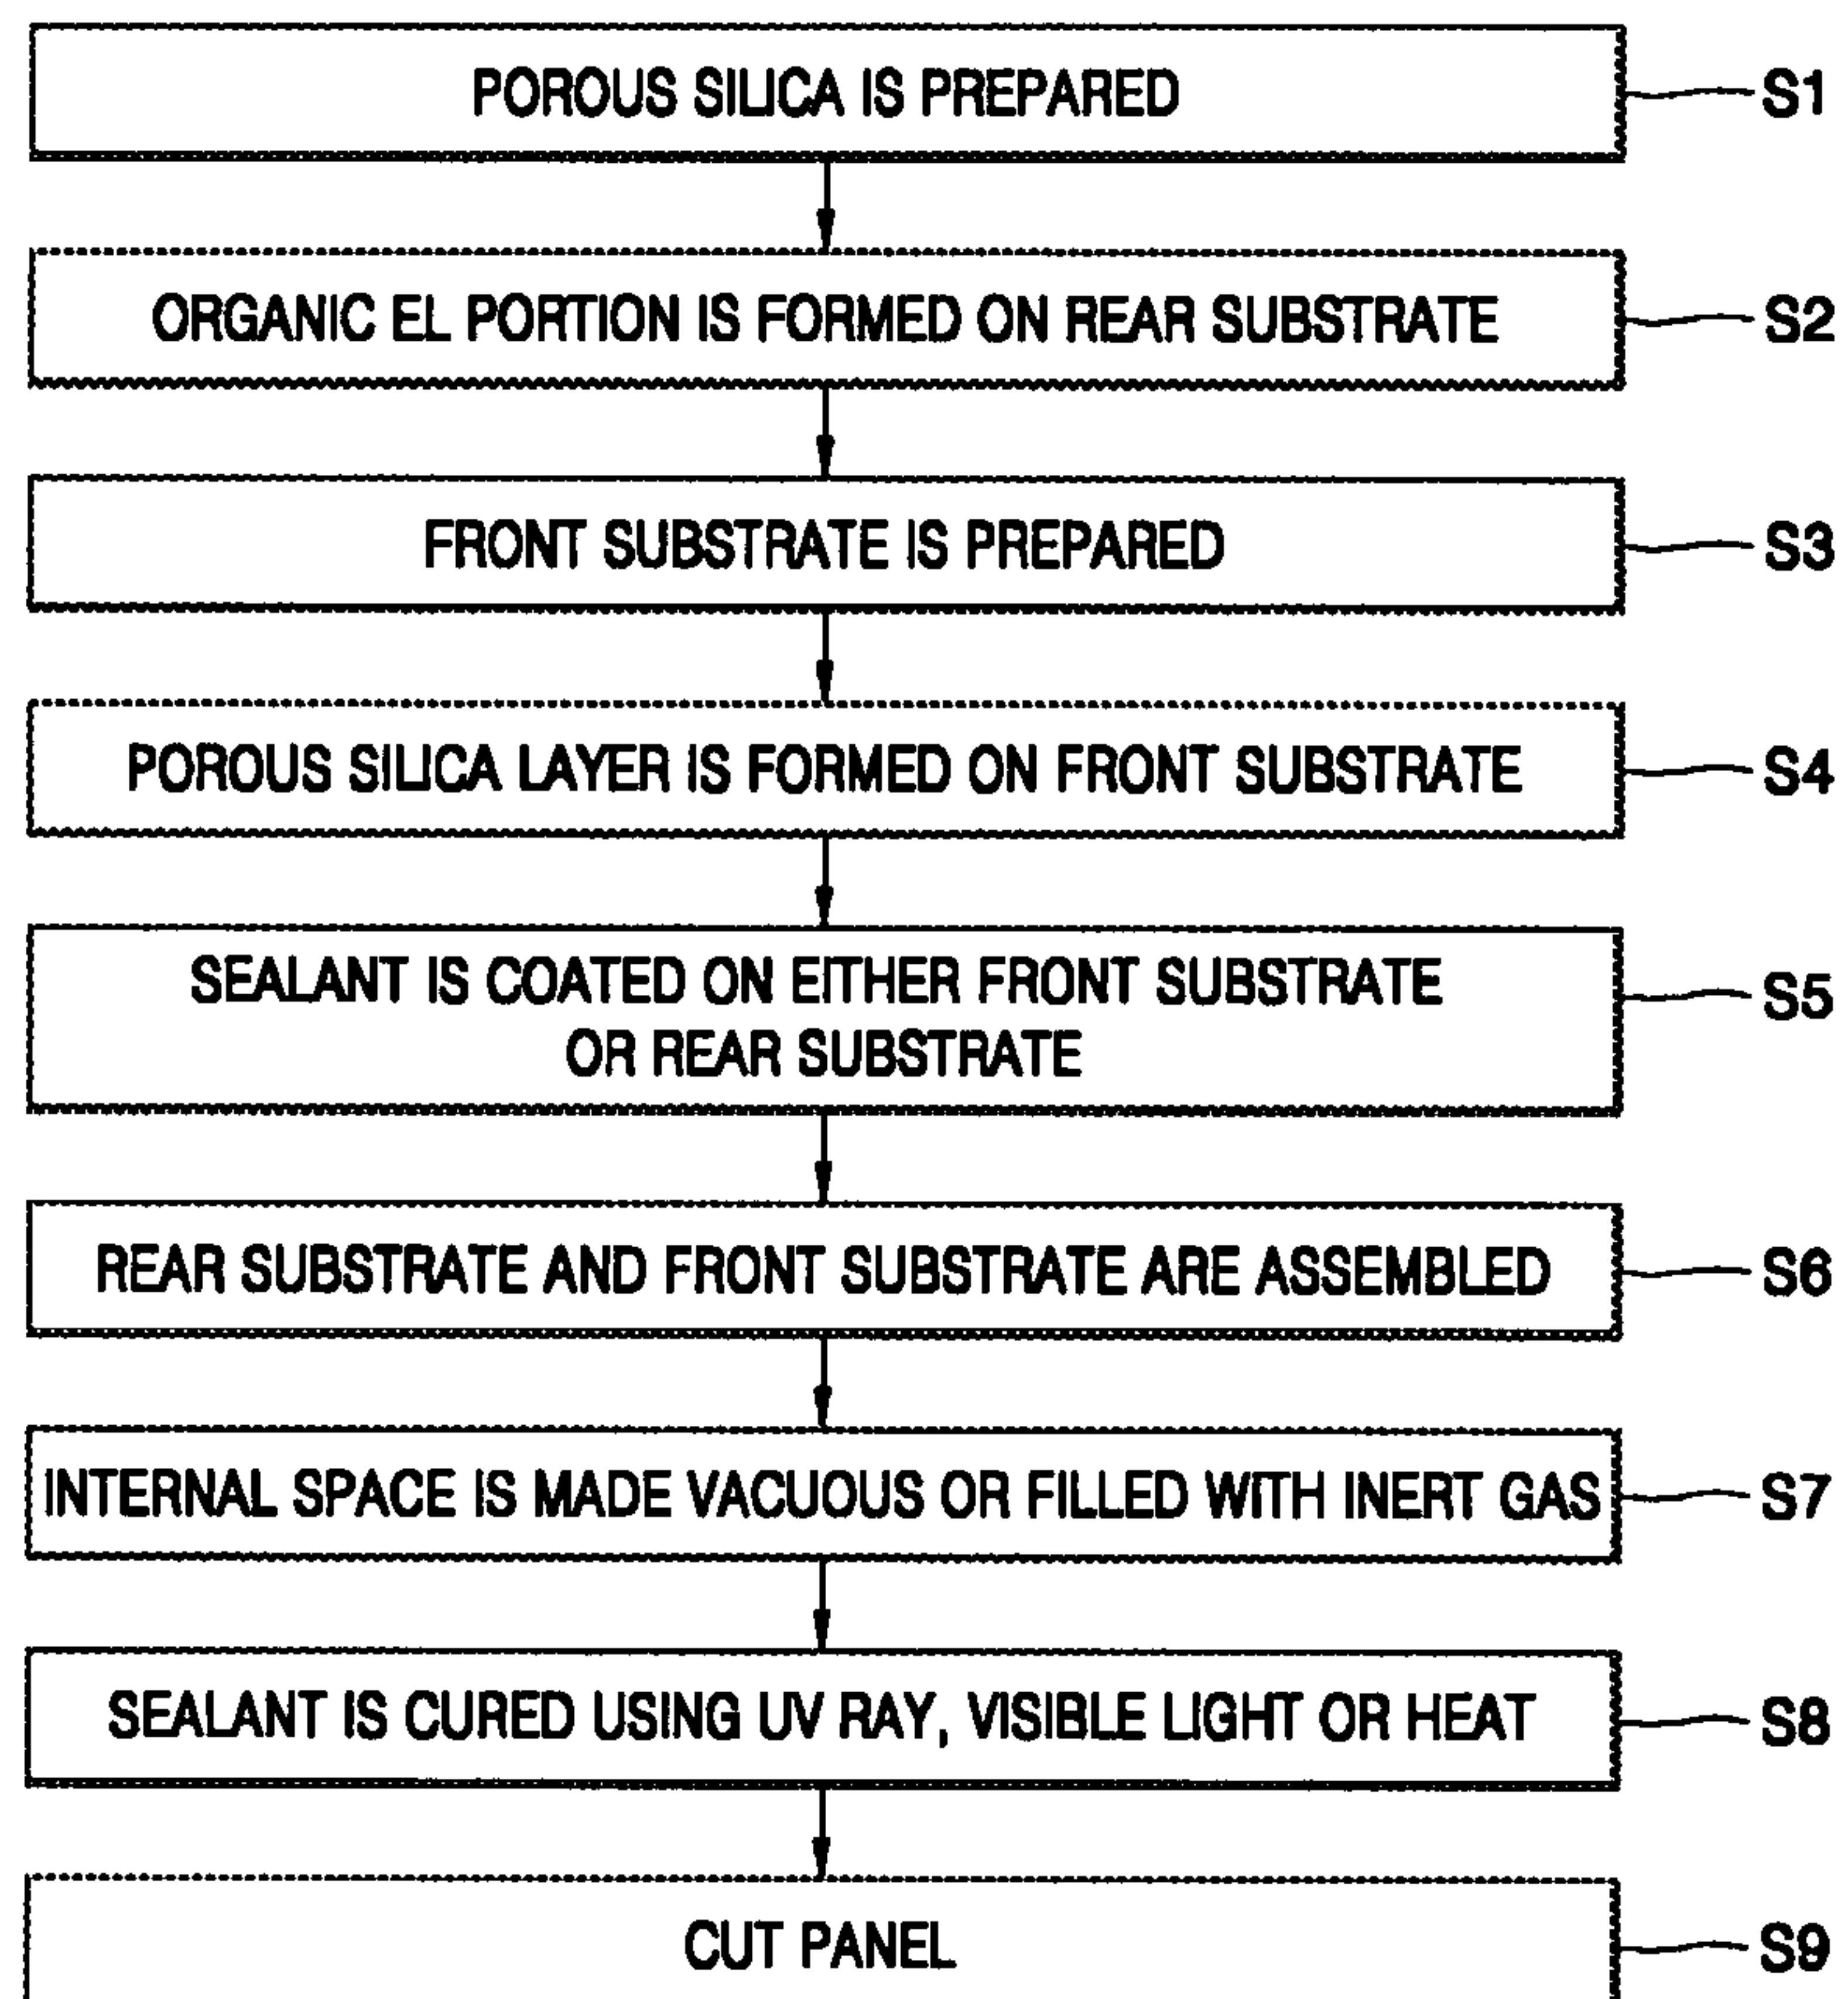 POROUS SILICA IS PREPARED
S1
ORGANIC EL PORTION IS FORMED ON REAR SUBSTRATE
S2
FRONT SUBSTRATE IS PREPARED
S3
POROUS SILICA LAYER IS FORMED ON FRONT SUBSTRATE
S4
SEALANT IS COATED ON EITHER FRONT SUBSTRATE
OR REAR SUBSTRATE
S5
REAR SUBSTRATE AND FRONT SUBSTRATE ARE ASSEMBLED
S6
INTERNAL SPACE IS MADE VACUOUS OR FILLED WITH INERT GAS
S7
SEALANT IS CURED USING UV RAY, VISIBLE LIGHT OR HEAT
S8
CUT PANEL
S9